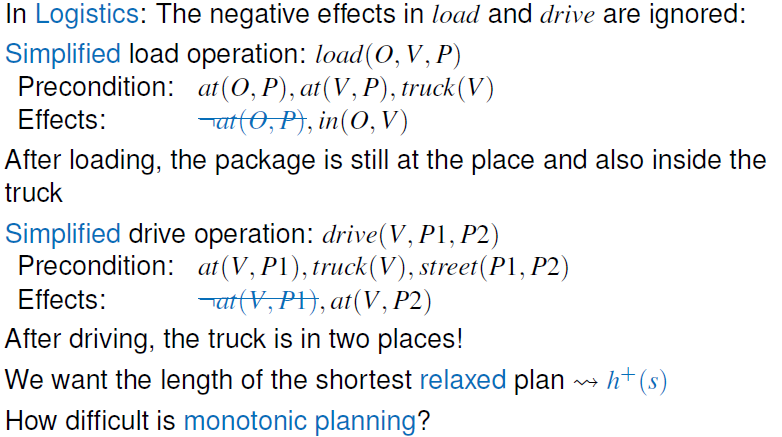 In Logistics: The negative effects in load and drive are ignored:
Simplified load operation: load(O, V, P)
Precondition: at(O, P), at(V, P), truck(V)
Effects: ¬at(O, P), in(O, V)
After loading, the package is still at the place and also inside the
truck
Simplified drive operation: drive(V, P1, P2)
Precondition: at(V, P1), truck(V), street(P1, P2)
Effects: ¬at(V, P1), at(V, P2)
After driving, the truck is in two places!
We want the length of the shortest relaxed plan ⇝ h⁺(s)
How difficult is monotonic planning?